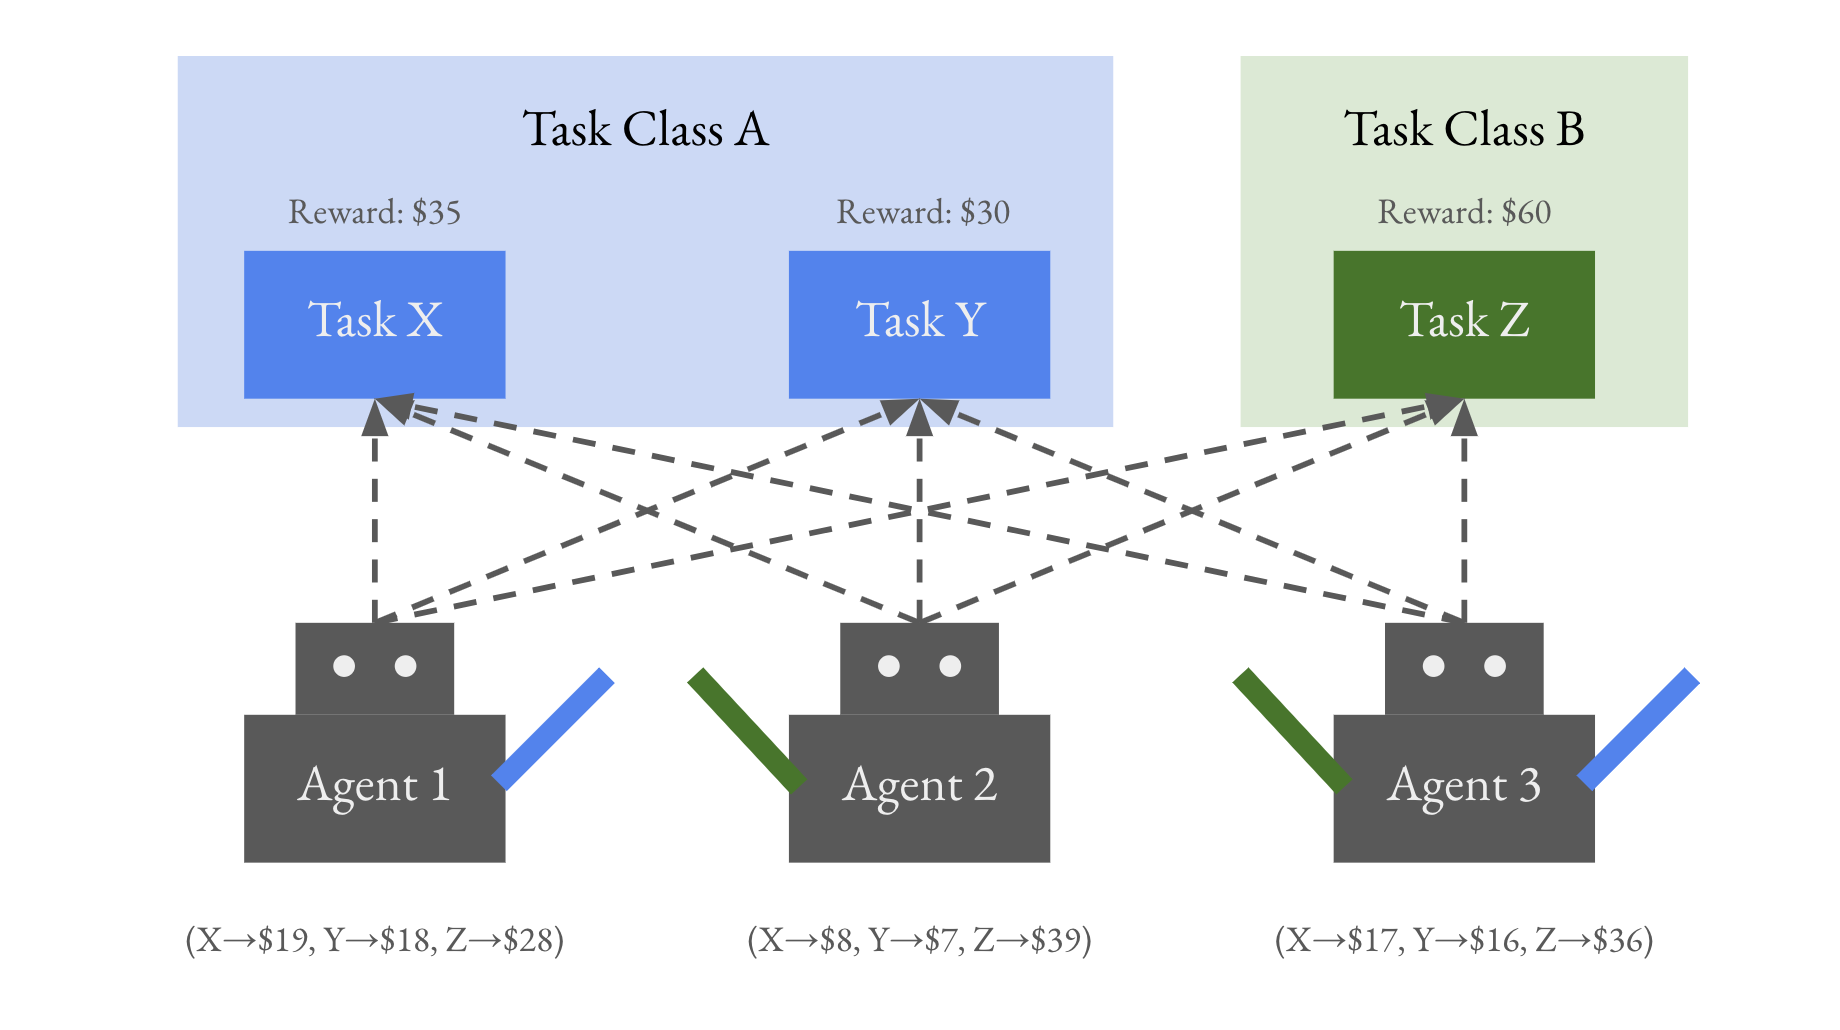 Task Class A
Task Class B
Reward: $35
Reward: $30
Reward: $60
Task X
Task Y
Task Z
Agent 1
Agent 2
Agent 3
(X→$19, Y→$18, Z→$28)
(X→$8, Y→$7, Z→$39)
(X→$17, Y→$16, Z→$36)